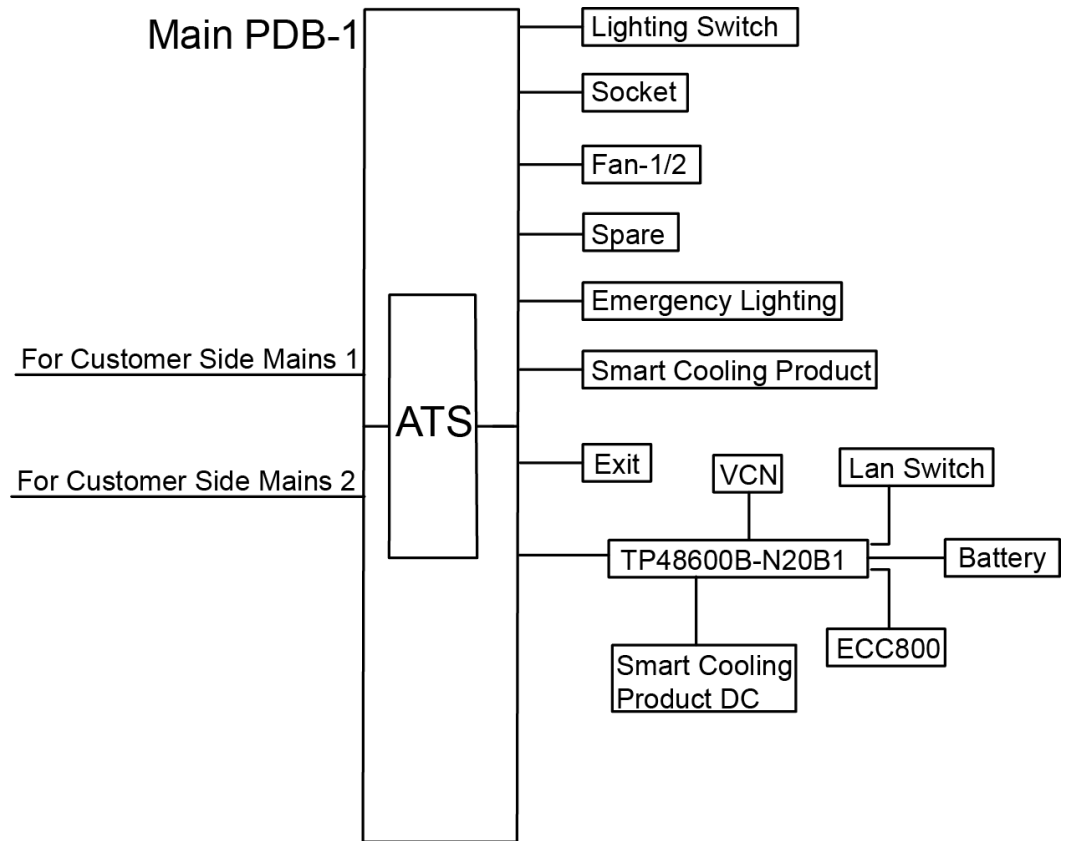 Main PDB-1
Lighting Switch
Socket
Fan-1/2
Spare
Emergency Lighting
For Customer Side Mains 1
Smart Cooling Product
ATS
Exit
For Customer Side Mains 2
VCN
Lan Switch
TP48600B-N20B1
Battery
ECC800
Smart Cooling
Product DC